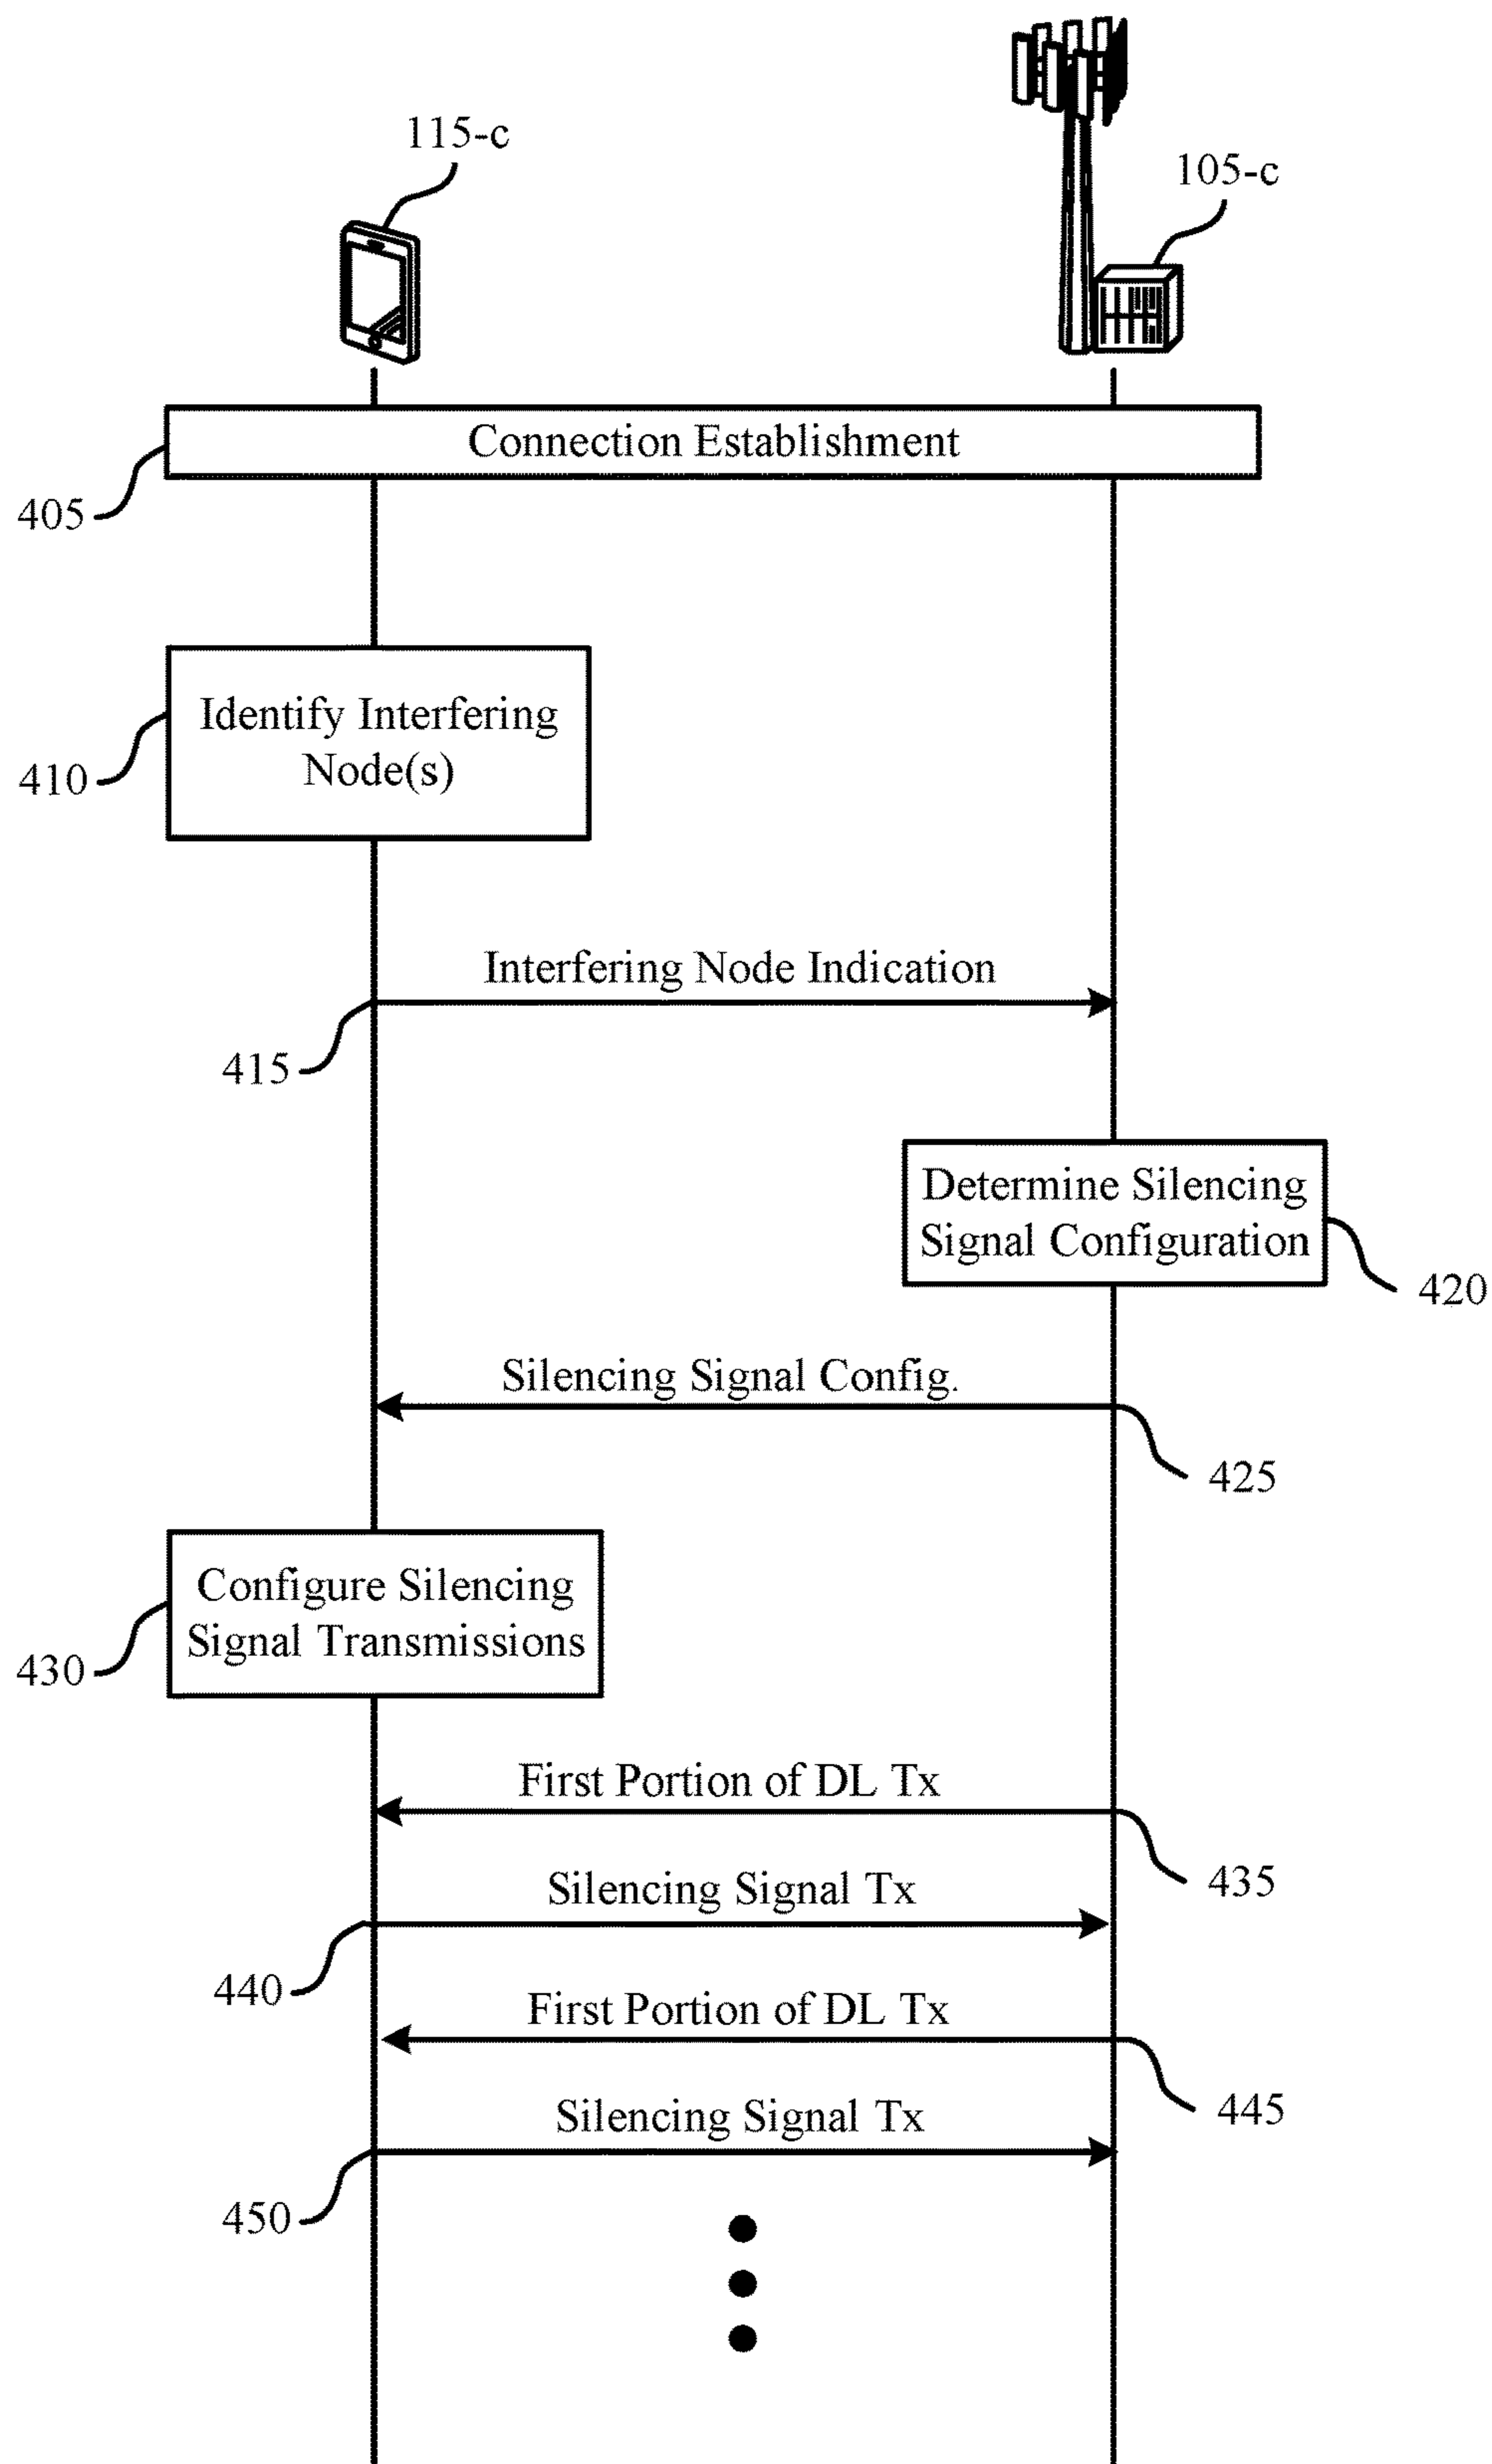 115-c
105-c
Connection Establishment
405
Identify Interfering
Node(s)
410
Interfering Node Indication
415
Determine Silencing
Signal Configuration
420
Silencing Signal Config.
425
Configure Silencing
Signal Transmissions
430
First Portion of DL Tx
435
Silencing Signal Tx
440
First Portion of DL Tx
445
Silencing Signal Tx
450